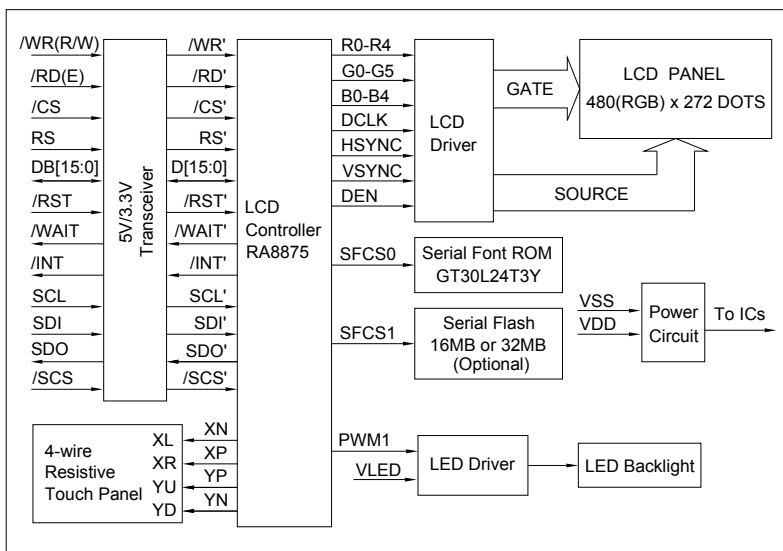 /WR(R/W)
/RD(E)
/CS
RS
DB[15:0]
/RST
/WAIT
/INT
SCL
SDI
SDO
/SCS
5V/3.3V
Transceiver
/WR'
/RD'
/CS'
RS'
D[15:0]
/RST'
/WAIT'
/INT'
SCL'
SDI'
SDO'
/SCS'
LCD
Controller
RA8875
R0-R4
G0-G5
B0-B4
DCLK
HSYNC
VSYNC
DEN
LCD
Driver
GATE
SOURCE
LCD PANEL
480(RGB) x 272 DOTS
SFCS0
Serial Font ROM
GT30L24T3Y
SFCS1
Serial Flash
16MB or 32MB
(Optional)
VSS
VDD
Power
Circuit
To ICs
4-wire
Resistive
Touch Panel
XL
XR
YU
YD
XN
XP
YP
YN
PWM1
VLED
LED Driver
LED Backlight